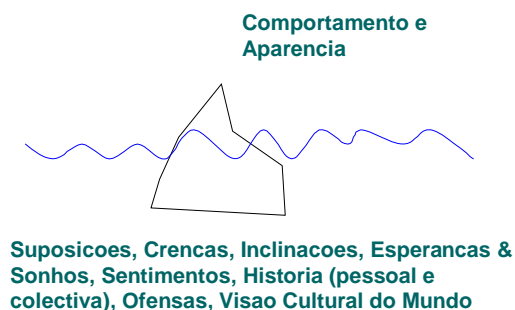 Comportamento e
Aparencia
Suposicoes, Crencas, Inclinacoes, Esperancas &
Sonhos, Sentimentos, Historia (pessoal e
colectiva), Ofensas, Visao Cultural do Mundo